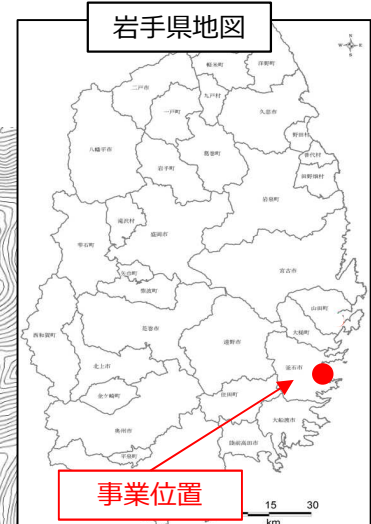 岩手県地図
軽米町
洋野町
二戸市
九戸村
一戸町
久慈市
野田村
八幡平市
葛巻町
普代村
岩手町
田野畑村
岩泉町
滝沢村
雫石町
盛岡市
矢巾町
宮古市
紫波町
山田町
花巻市
大槌町
西和賀町
遠野市
釜石市
北上市
金ケ崎町
住田町
奥州市
大船渡市
陸前高田市
平泉町
事業位置
15 30
km